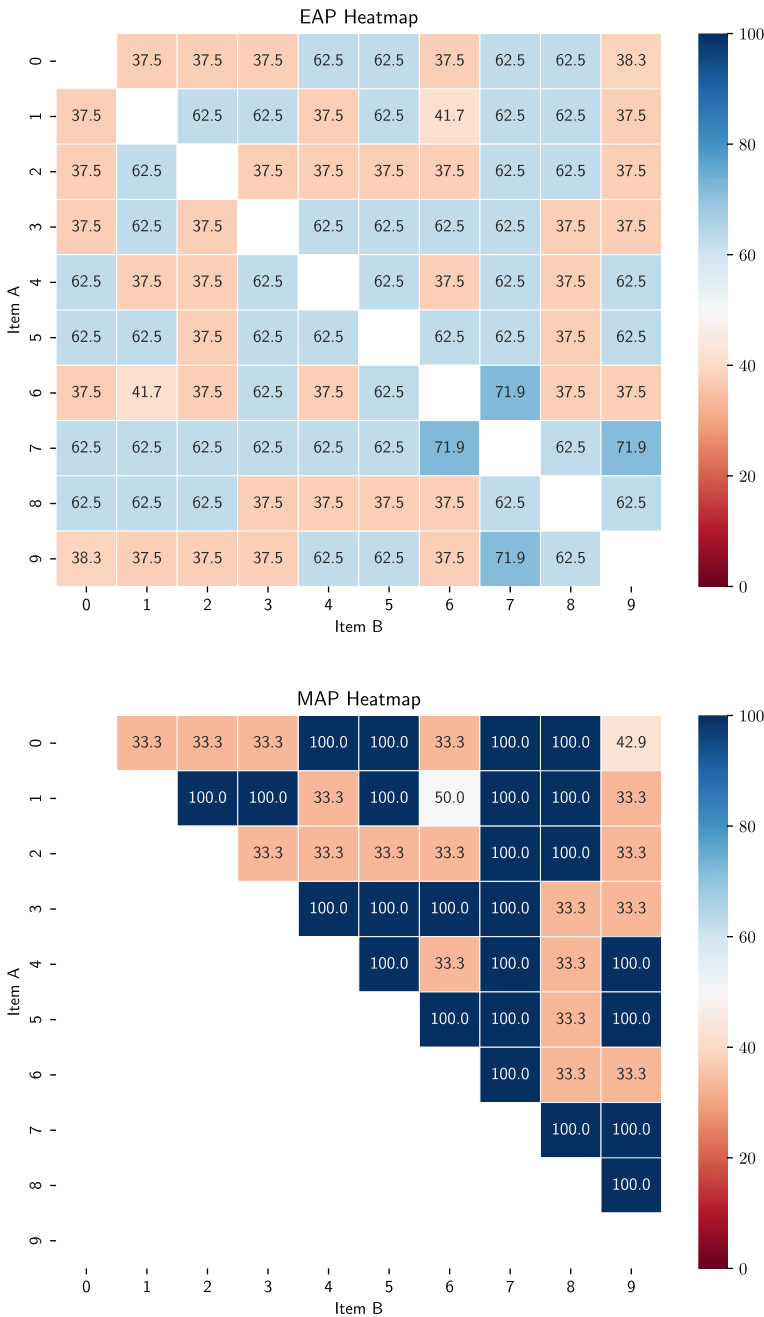 EAP Heatmap
0 37.5 37.5 37.5 62.5 62.5 37.5 62.5 62.5 38.3
1 37.5 62.5 62.5 37.5 62.5 41.7 62.5 62.5 37.5
2 37.5 62.5 37.5 37.5 37.5 37.5 62.5 62.5 37.5
3 37.5 62.5 37.5 62.5 62.5 62.5 62.5 37.5 37.5
4 62.5 37.5 37.5 62.5 62.5 37.5 62.5 37.5 62.5
5 62.5 62.5 37.5 62.5 62.5 62.5 62.5 37.5 62.5
6 37.5 41.7 37.5 62.5 37.5 62.5 71.9 37.5 37.5
7 62.5 62.5 62.5 62.5 62.5 62.5 71.9 62.5 71.9
8 62.5 62.5 62.5 37.5 37.5 37.5 37.5 62.5 62.5
9 38.3 37.5 37.5 37.5 62.5 62.5 37.5 71.9 62.5
0 1 2 3 4 5 6 7 8 9
Item B
Item A
100
80
60
40
20
0
MAP Heatmap
0 33.3 33.3 33.3 100.0 100.0 33.3 100.0 100.0 42.9
1 100.0 100.0 33.3 100.0 50.0 100.0 100.0 33.3
2 33.3 33.3 33.3 33.3 100.0 100.0 33.3
3 100.0 100.0 100.0 100.0 33.3 33.3
4 100.0 33.3 100.0 33.3 100.0
5 100.0 100.0 33.3 100.0
6 100.0 33.3 33.3
7 100.0 100.0
8 100.0
9
0 1 2 3 4 5 6 7 8 9
Item B
Item A
100
80
60
40
20
0